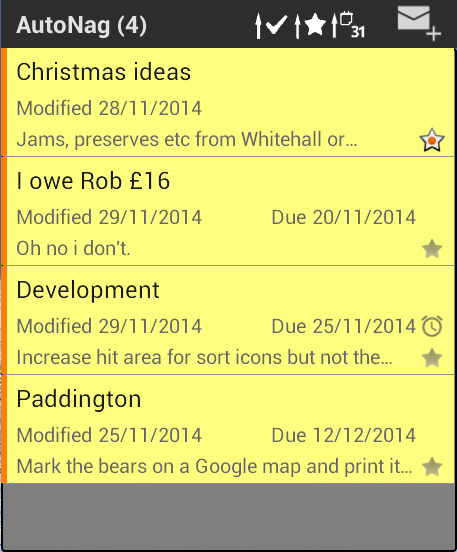 AutoNag (4)
31
Christmas ideas
Modified 28/11/2014
Jams, preserves etc from Whitehall or...
I owe Rob £16
Modified 29/11/2014 Due 20/11/2014
Oh no i don't.
Development
Modified 29/11/2014 Due 25/11/2014
Increase hit area for sort icons but not the...
Paddington
Modified 25/11/2014 Due 12/12/2014
Mark the bears on a Google map and print it...